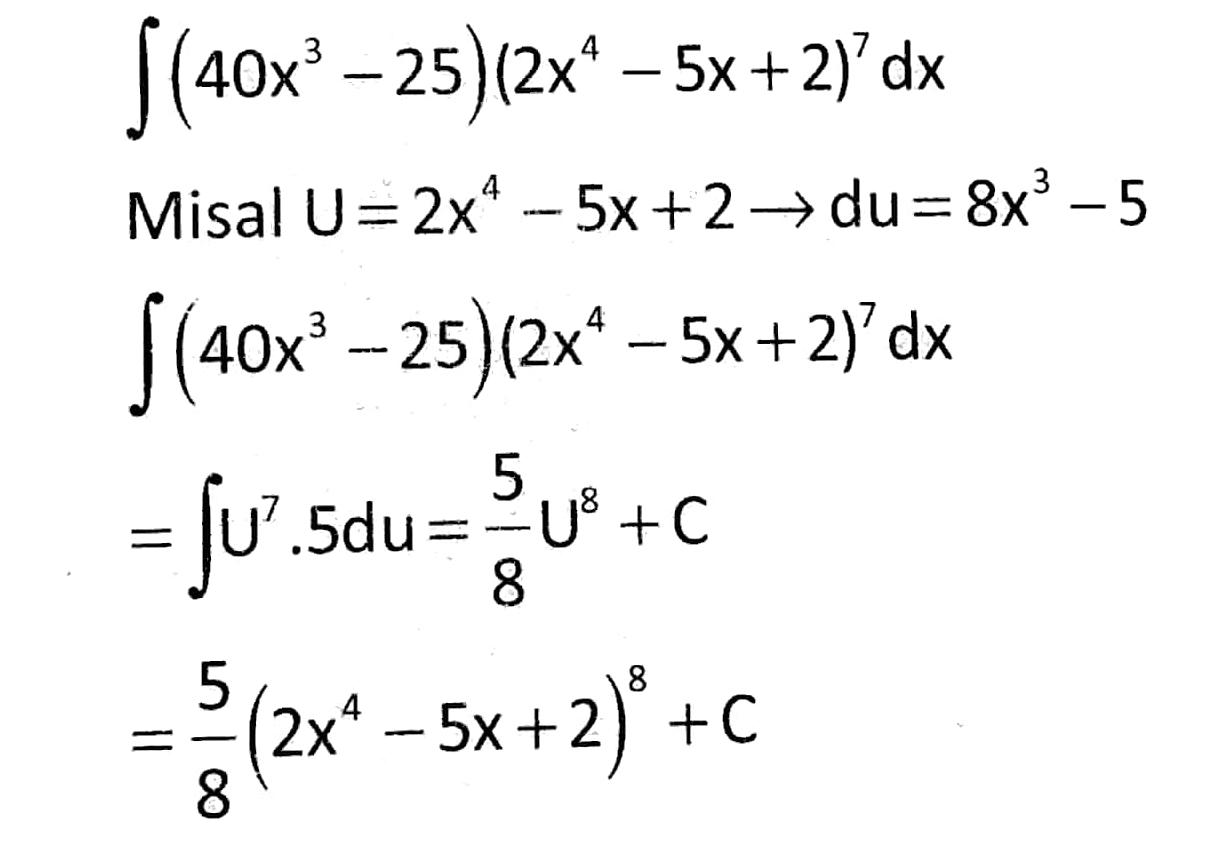 ∫(40x³ – 25)(2x⁴ – 5x + 2)⁷ dx
Misal U = 2x⁴ – 5x + 2 → du = 8x³ – 5
∫(40x³ – 25)(2x⁴ – 5x + 2)⁷ dx
= ∫U⁷ .5du = 5/8 U⁸ + C
= 5/8 (2x⁴ – 5x + 2)⁸ + C